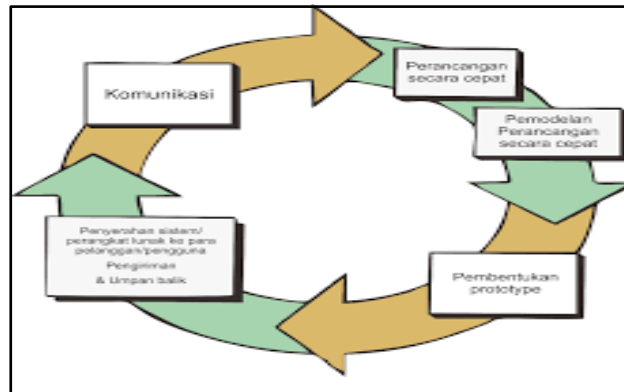 Komunikasi
Perancangan
secara cepat
Pemodelan
Perancangan
secara cepat
Pembentukan
prototype
Penyerahan sistem/
perangkat lunak ke para
pelanggan/pengguna
Pengiriman
& Umpan balik